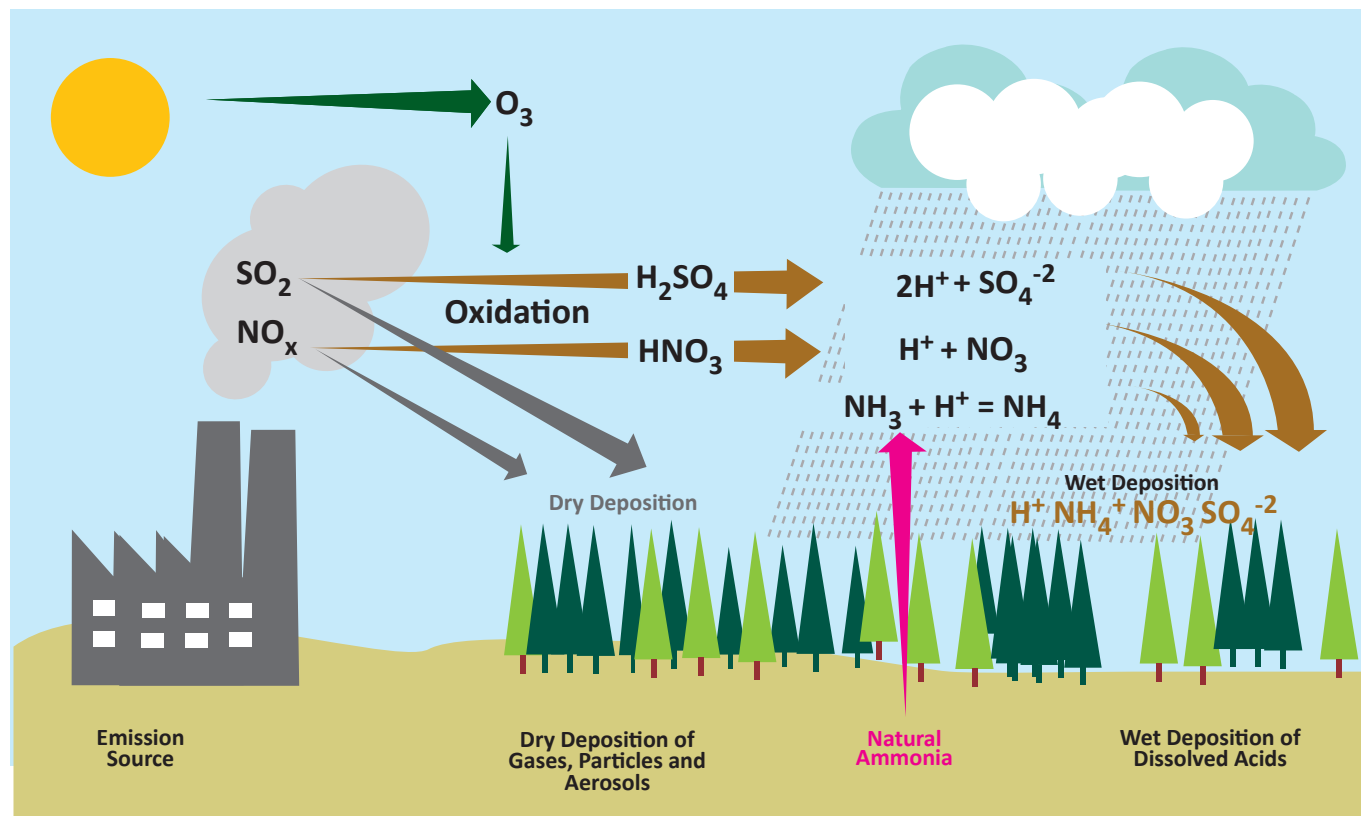 O₃
SO₂
H₂SO₄
2H⁺ + SO₄⁻²
Oxidation
NOₓ
HNO₃
H⁺ + NO₃
NH₃ + H⁺ = NH₄
Dry Deposition
Wet Deposition
H⁺ NH₄⁺ NO₃ SO₄⁻²
Emission
Source
Dry Deposition of
Gases, Particles and
Aerosols
Natural
Ammonia
Wet Deposition of
Dissolved Acids